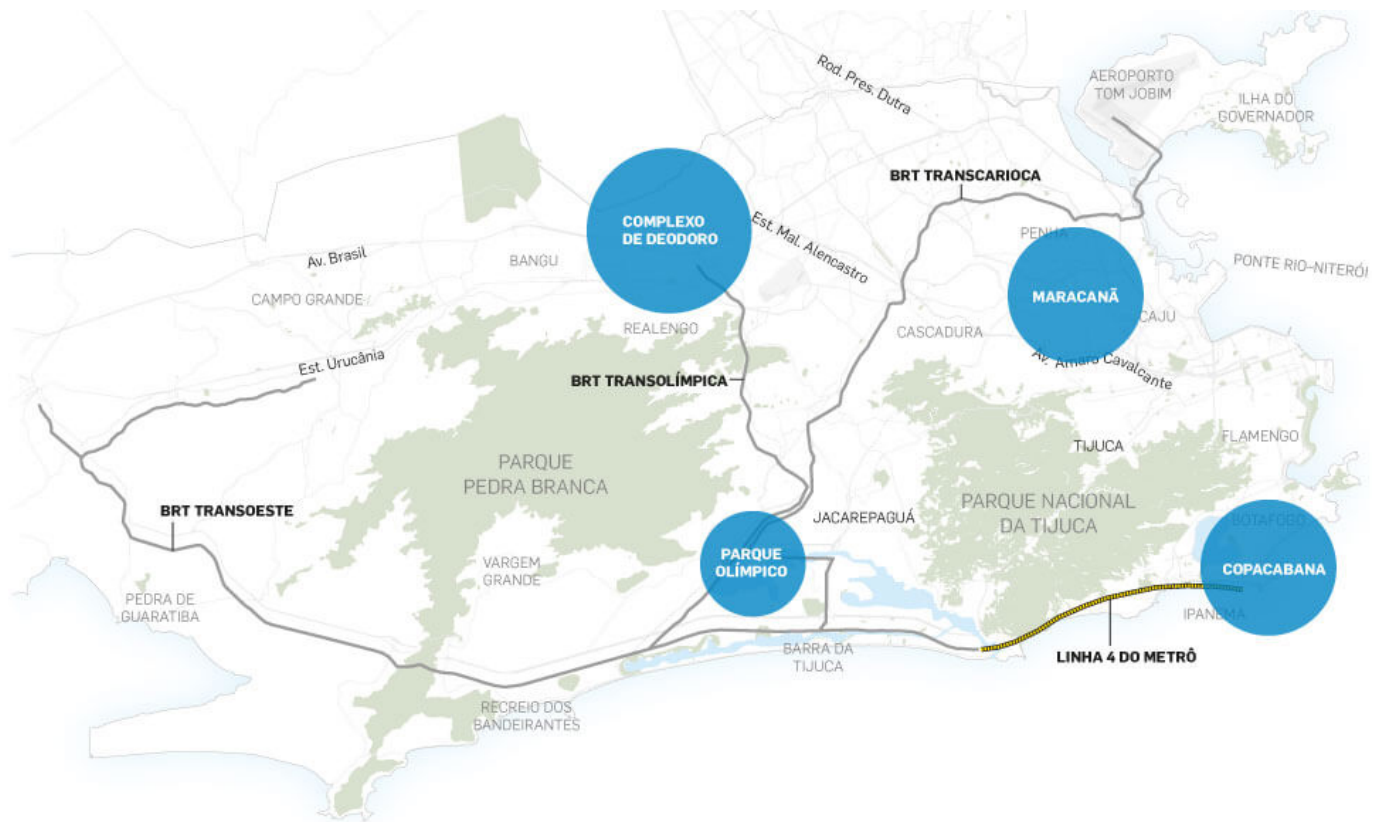 Rod. Pres. Dutra
AEROPORTO
TOM JOBIM
ILHA DO
GOVERNADOR
BRT TRANSCARIOCA
COMPLEXO
DE DEODORO
Est. Mal. Alencastro
PENHA
Av. Brasil
BANGU
PONTE RIO-NITERÓI
CAMPO GRANDE
MARACANÃ
CAJU
REALENGO
CASCADURA
Est. Urucânia
Av. Amaro Cavalcante
BRT TRANSOLÍMPICA
TIJUCA
FLAMENGO
PARQUE
PEDRA BRANCA
PARQUE NACIONAL
DA TIJUCA
BRT TRANSOESTE
JACAREPAGUÁ
BOTAFOGO
PARQUE
OLÍMPICO
VARGEM
GRANDE
COPACABANA
PEDRA DE
GUARATIBA
IPANEMA
BARRA DA
TIJUCA
LINHA 4 DO METRÔ
RECREIO DOS
BANDEIRANTES